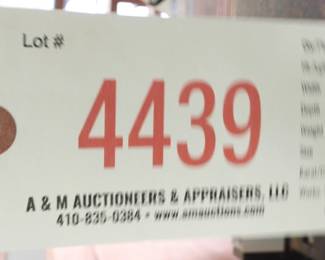 Lot #
4439
A & M AUCTIONEERS & APPRAISERS, LLC
410-835-0384 • www.amauctions.com